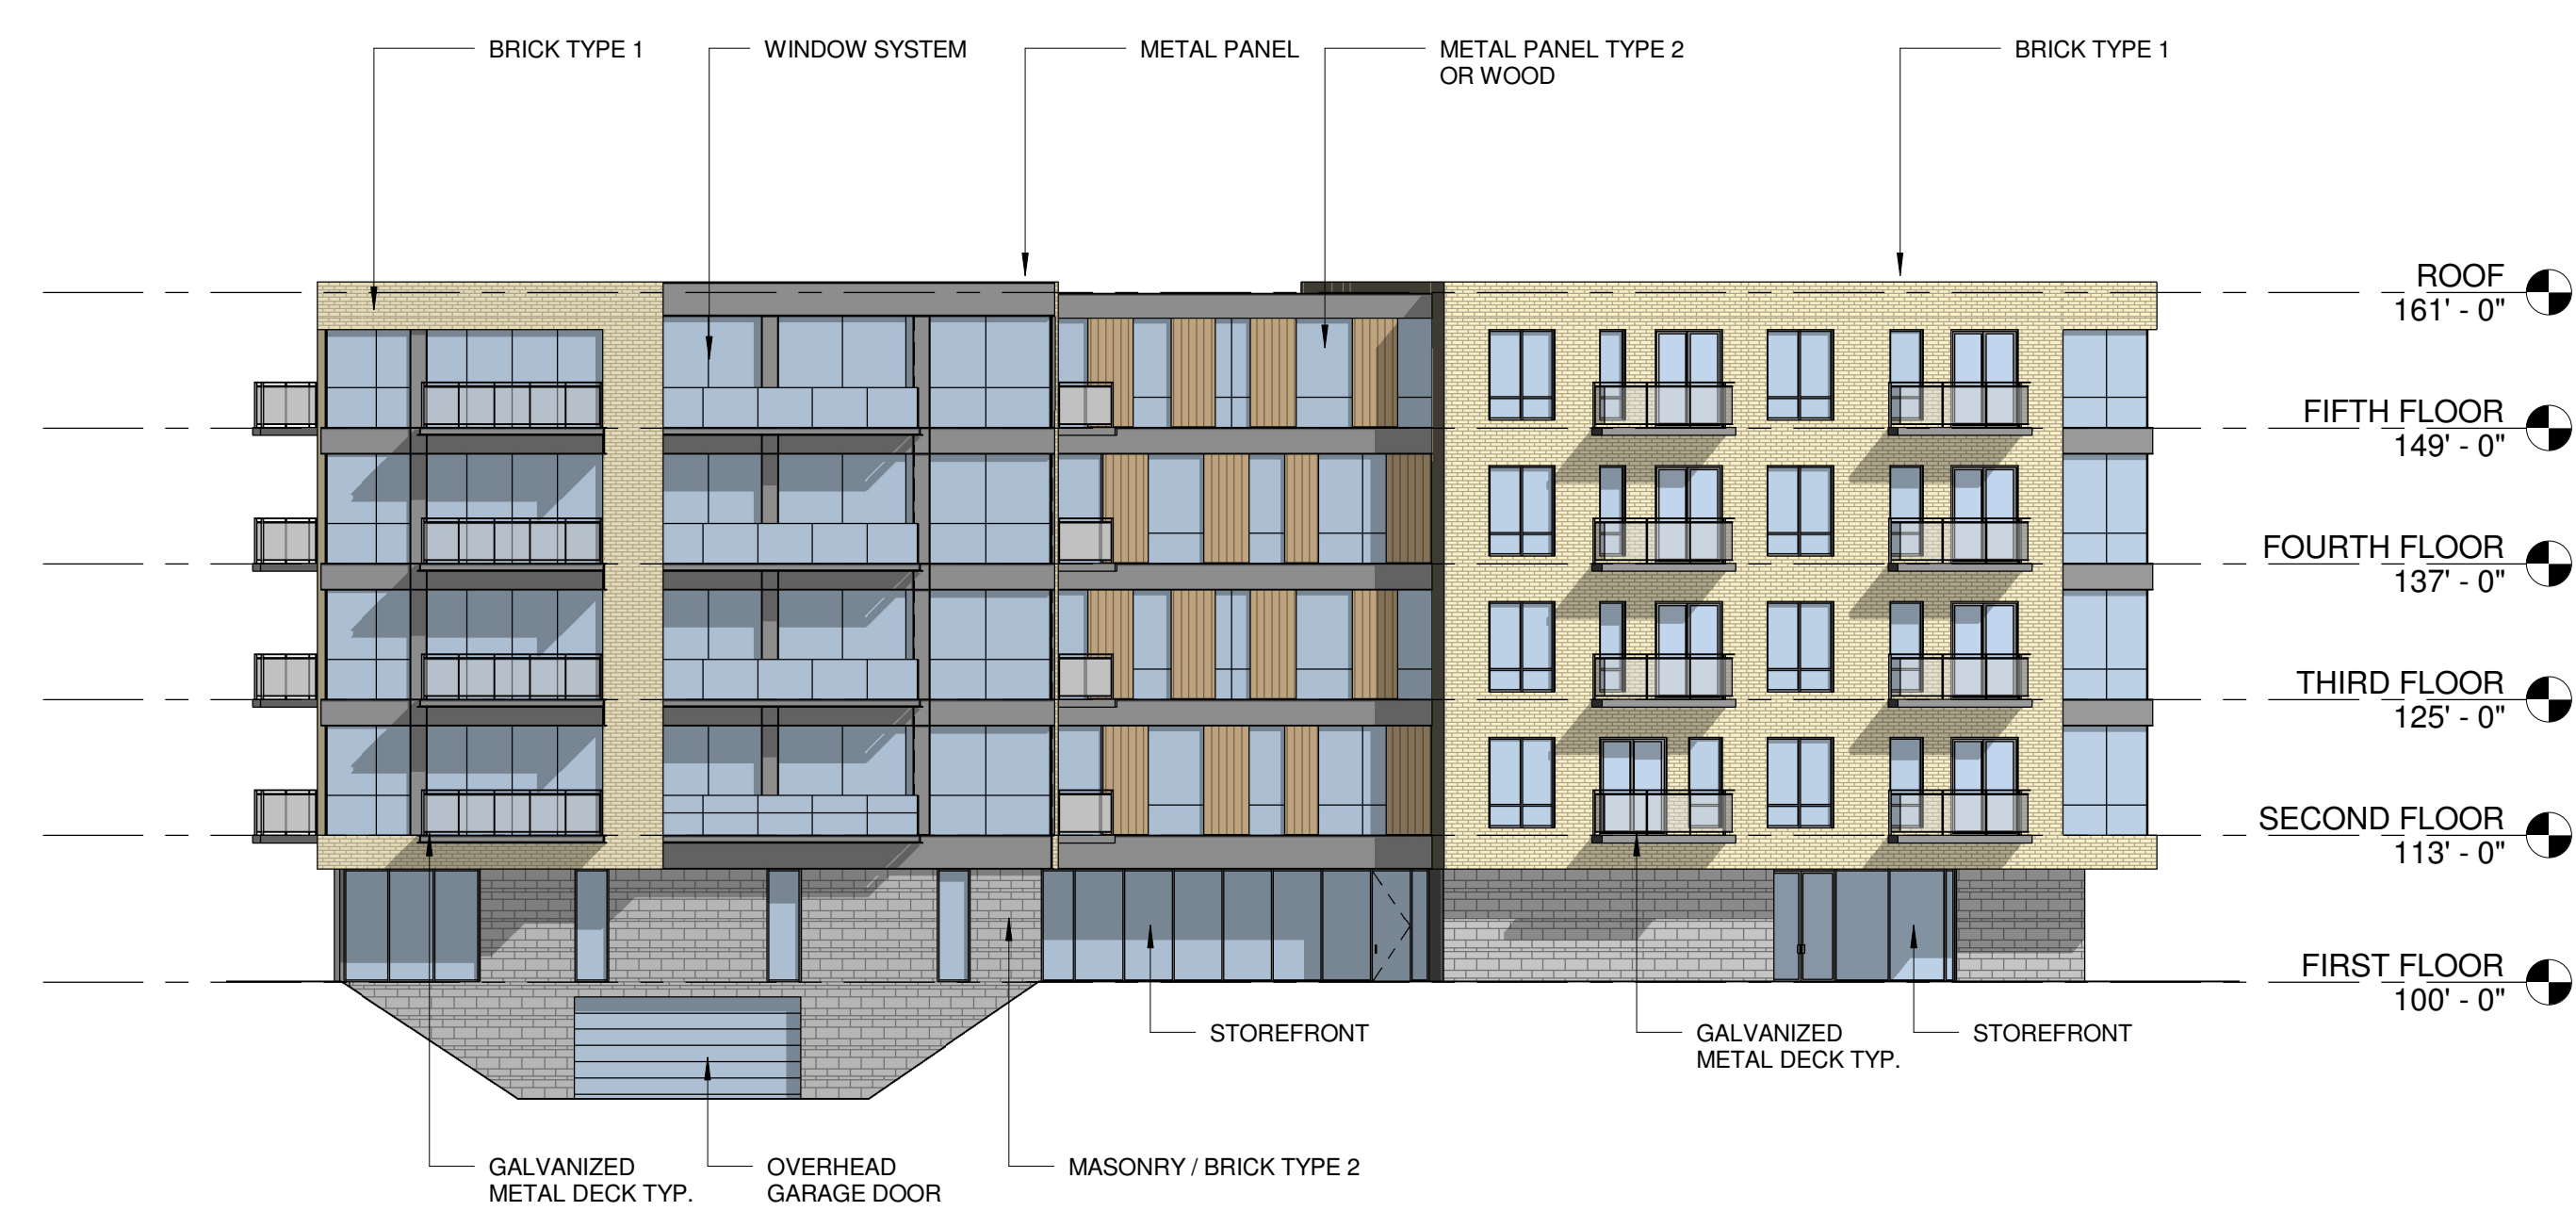 BRICK TYPE 1
WINDOW SYSTEM
METAL PANEL
METAL PANEL TYPE 2
OR WOOD
BRICK TYPE 1
ROOF
161' - 0"
FIFTH FLOOR
149' - 0"
FOURTH FLOOR
137' - 0"
THIRD FLOOR
125' - 0"
SECOND FLOOR
113' - 0"
FIRST FLOOR
100' - 0"
STOREFRONT
GALVANIZED
METAL DECK TYP.
STOREFRONT
GALVANIZED
METAL DECK TYP.
OVERHEAD
GARAGE DOOR
MASONRY / BRICK TYPE 2